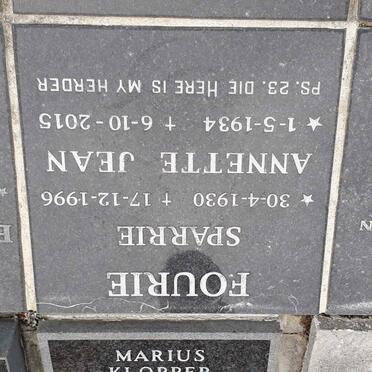 FOURIE
SPARRIE
★ 30-4-1930 † 17-12-1996
ANNETTE JEAN
★ 1-5-1934 † 6-10-2015
PS. 23. DIE HERE IS MY HERDER
MARIUS
KLOPPER